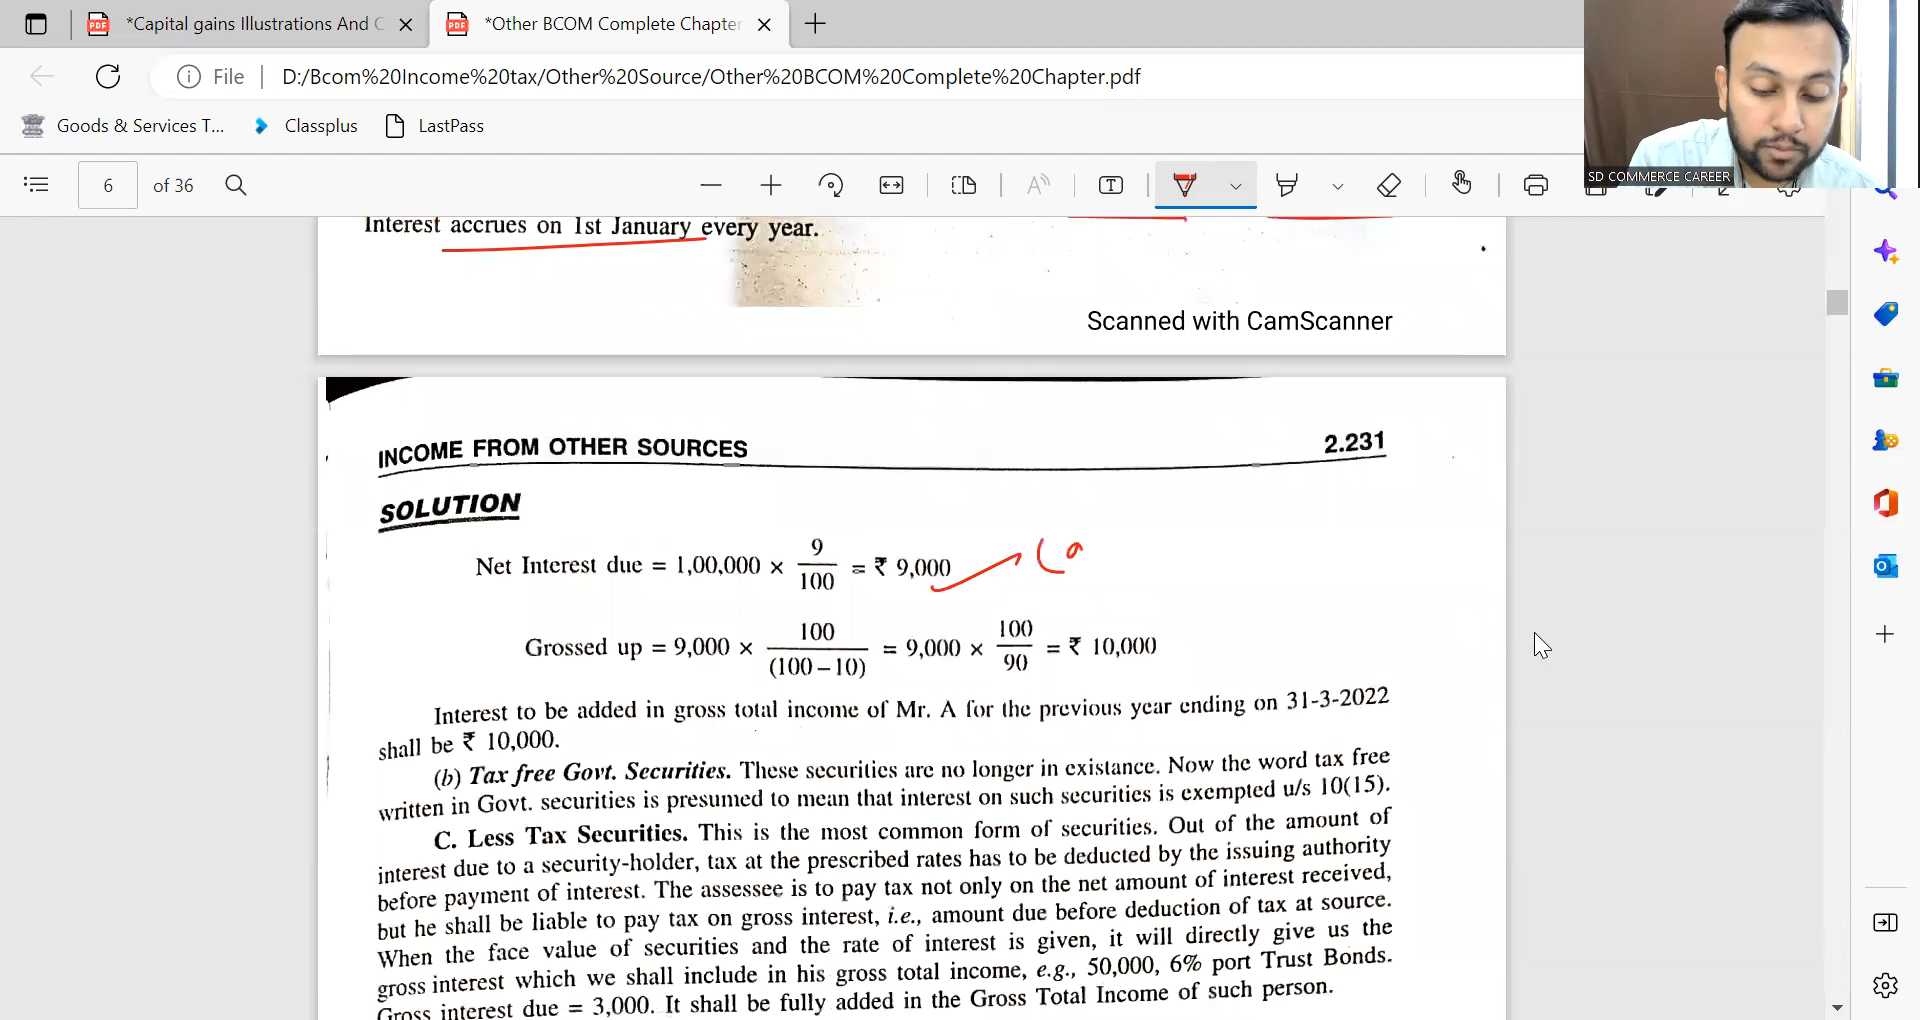 *Capital gains Illustrations And C
*Other BCOM Complete Chapter
File
D:/Bcom%20Income%20tax/Other%20Source/Other%20BCOM%20Complete%20Chapter.pdf
Goods & Services T...
Classplus
LastPass
SD COMMERCE CAREER
6 of 36
Interest accrues on 1st January every year.
Scanned with CamScanner
INCOME FROM OTHER SOURCES 2.231
SOLUTION
Net Interest due = 1,00,000 × 9/100 = ₹ 9,000
Grossed up = 9,000 × 100/(100 – 10) = 9,000 × 100/90 = ₹ 10,000
Interest to be added in gross total income of Mr. A for the previous year ending on 31-3-2022
shall be ₹ 10,000.
(b) Tax free Govt. Securities. These securities are no longer in existance. Now the word tax free
written in Govt. securities is presumed to mean that interest on such securities is exempted u/s 10(15).
C. Less Tax Securities. This is the most common form of securities. Out of the amount of
interest due to a security-holder, tax at the prescribed rates has to be deducted by the issuing authority
before payment of interest. The assessee is to pay tax not only on the net amount of interest received,
but he shall be liable to pay tax on gross interest, i.e., amount due before deduction of tax at source.
When the face value of securities and the rate of interest is given, it will directly give us the
gross interest which we shall include in his gross total income, e.g., 50,000, 6% port Trust Bonds.
Gross interest due = 3,000. It shall be fully added in the Gross Total Income of such person.